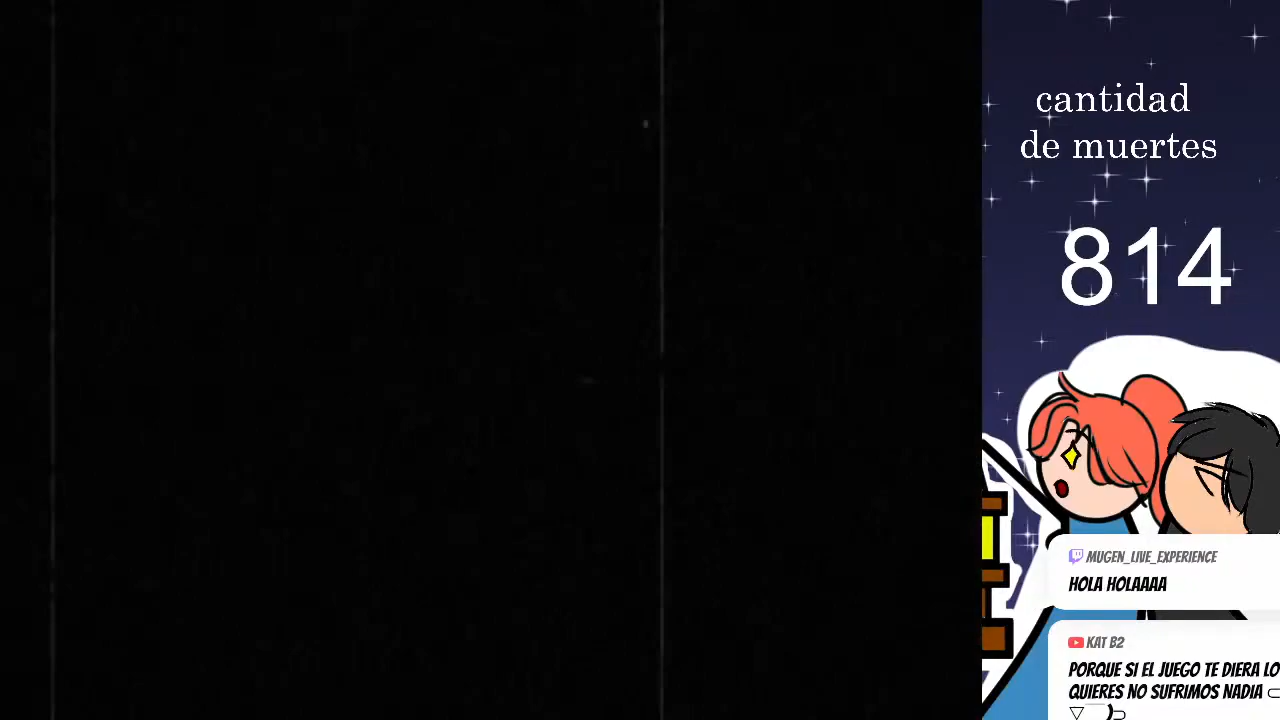 cantidad
de muertes
814
MUGEN_LIVE_EXPERIENCE
HOLA HOLAAAA
KAT B2
PORQUE SI EL JUEGO TE DIERA LO
QUIERES NO SUFRIMOS NADIA